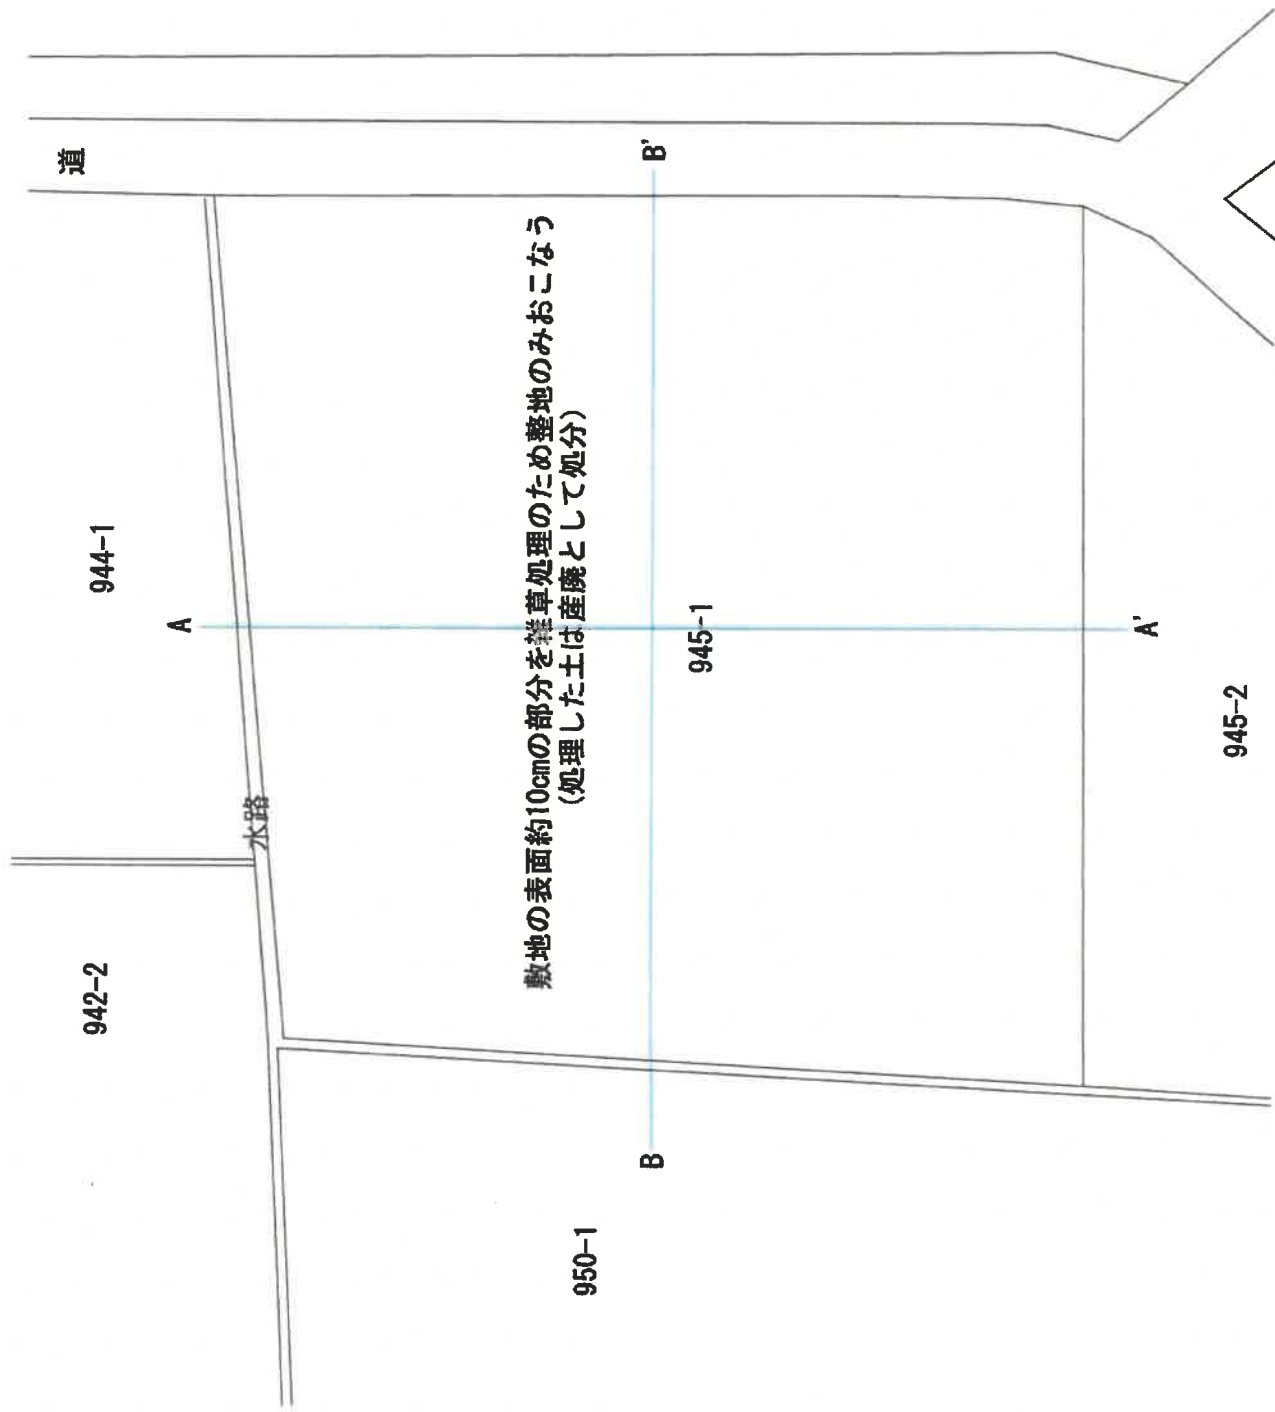 道
944-1
942-2
水路
A
A'
B
B'
敷地の表面約10cmの部分を雑草処理のため整地のみおこなう
(処理した土は産廃として処分)
945-1
950-1
945-2